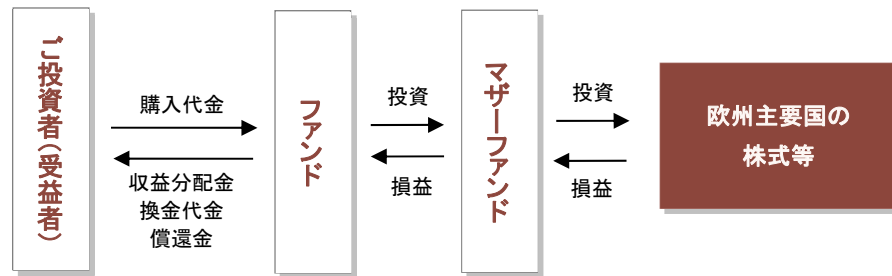 ご投資者(受益者)
購入代金
収益分配金
換金代金
償還金
ファンド
投資
損益
マザーファンド
投資
損益
欧州主要国の
株式等